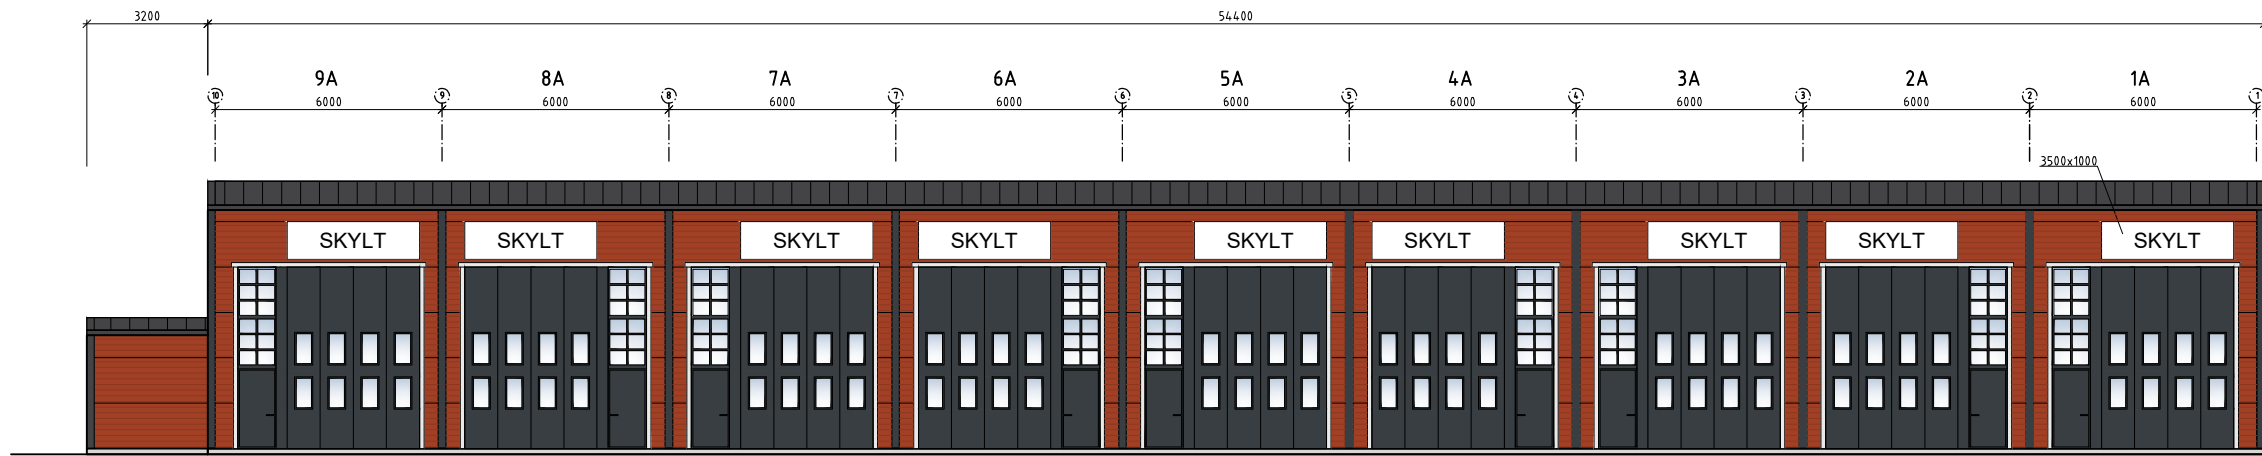 3200 54400
9A 8A 7A 6A 5A 4A 3A 2A 1A
10 9 8 7 6 5 4 3 2 1
6000 6000 6000 6000 6000 6000 6000 6000 6000
3500x1000
SKYLT SKYLT SKYLT SKYLT SKYLT SKYLT SKYLT SKYLT SKYLT